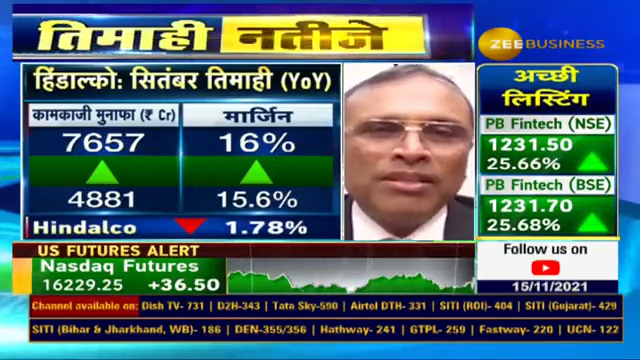 तिमाही नतीजे
ZEE BUSINESS
हिंडाल्को: सितंबर तिमाही (YoY)
कामकाजी मुनाफा (₹ Cr)
मार्जिन
7657
16%
4881
15.6%
Hindalco
1.78%
अच्छी
लिस्टिंग
PB Fintech (NSE)
1231.50
25.66%
PB Fintech (BSE)
1231.70
25.68%
US FUTURES ALERT
Nasdaq Futures
16229.25 +36.50
Follow us on
15/11/2021
Channel available on: Dish TV- 731 | D2H-343 | Tata Sky-590 | Airtel DTH- 331 | SITI (ROI)- 404 | SITI (Gujarat)- 429
SITI (Bihar & Jharkhand, WB)- 186 | DEN-355/356 | Hathway- 241 | GTPL- 259 | Fastway- 220 | UCN- 122